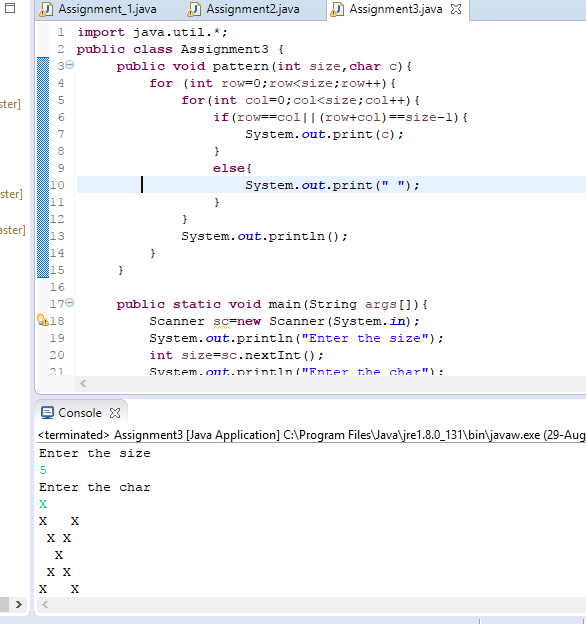 Assignment_1.java Assignment2.java Assignment3.java
1 import java.util.*;
2 public class Assignment3 {
3 public void pattern(int size,char c){
4 for (int row=0;row<size;row++){
5 for(int col=0;col<size;col++){
6 if(row==col||(row+col)==size-1){
7 System.out.print(c);
8 }
9 else{
10 System.out.print(" ");
11 }
12 }
13 System.out.println();
14 }
15 }
16
17 public static void main(String args[]){
18 Scanner sc=new Scanner(System.in);
19 System.out.println("Enter the size");
20 int size=sc.nextInt();
21 System.out.println("Enter the char");
ster]
ster]
aster]
Console
<terminated> Assignment3 [Java Application] C:\Program Files\Java\jre1.8.0_131\bin\javaw.exe (29-Aug
Enter the size
5
Enter the char
X
X   X
 X X
  X
 X X
X   X